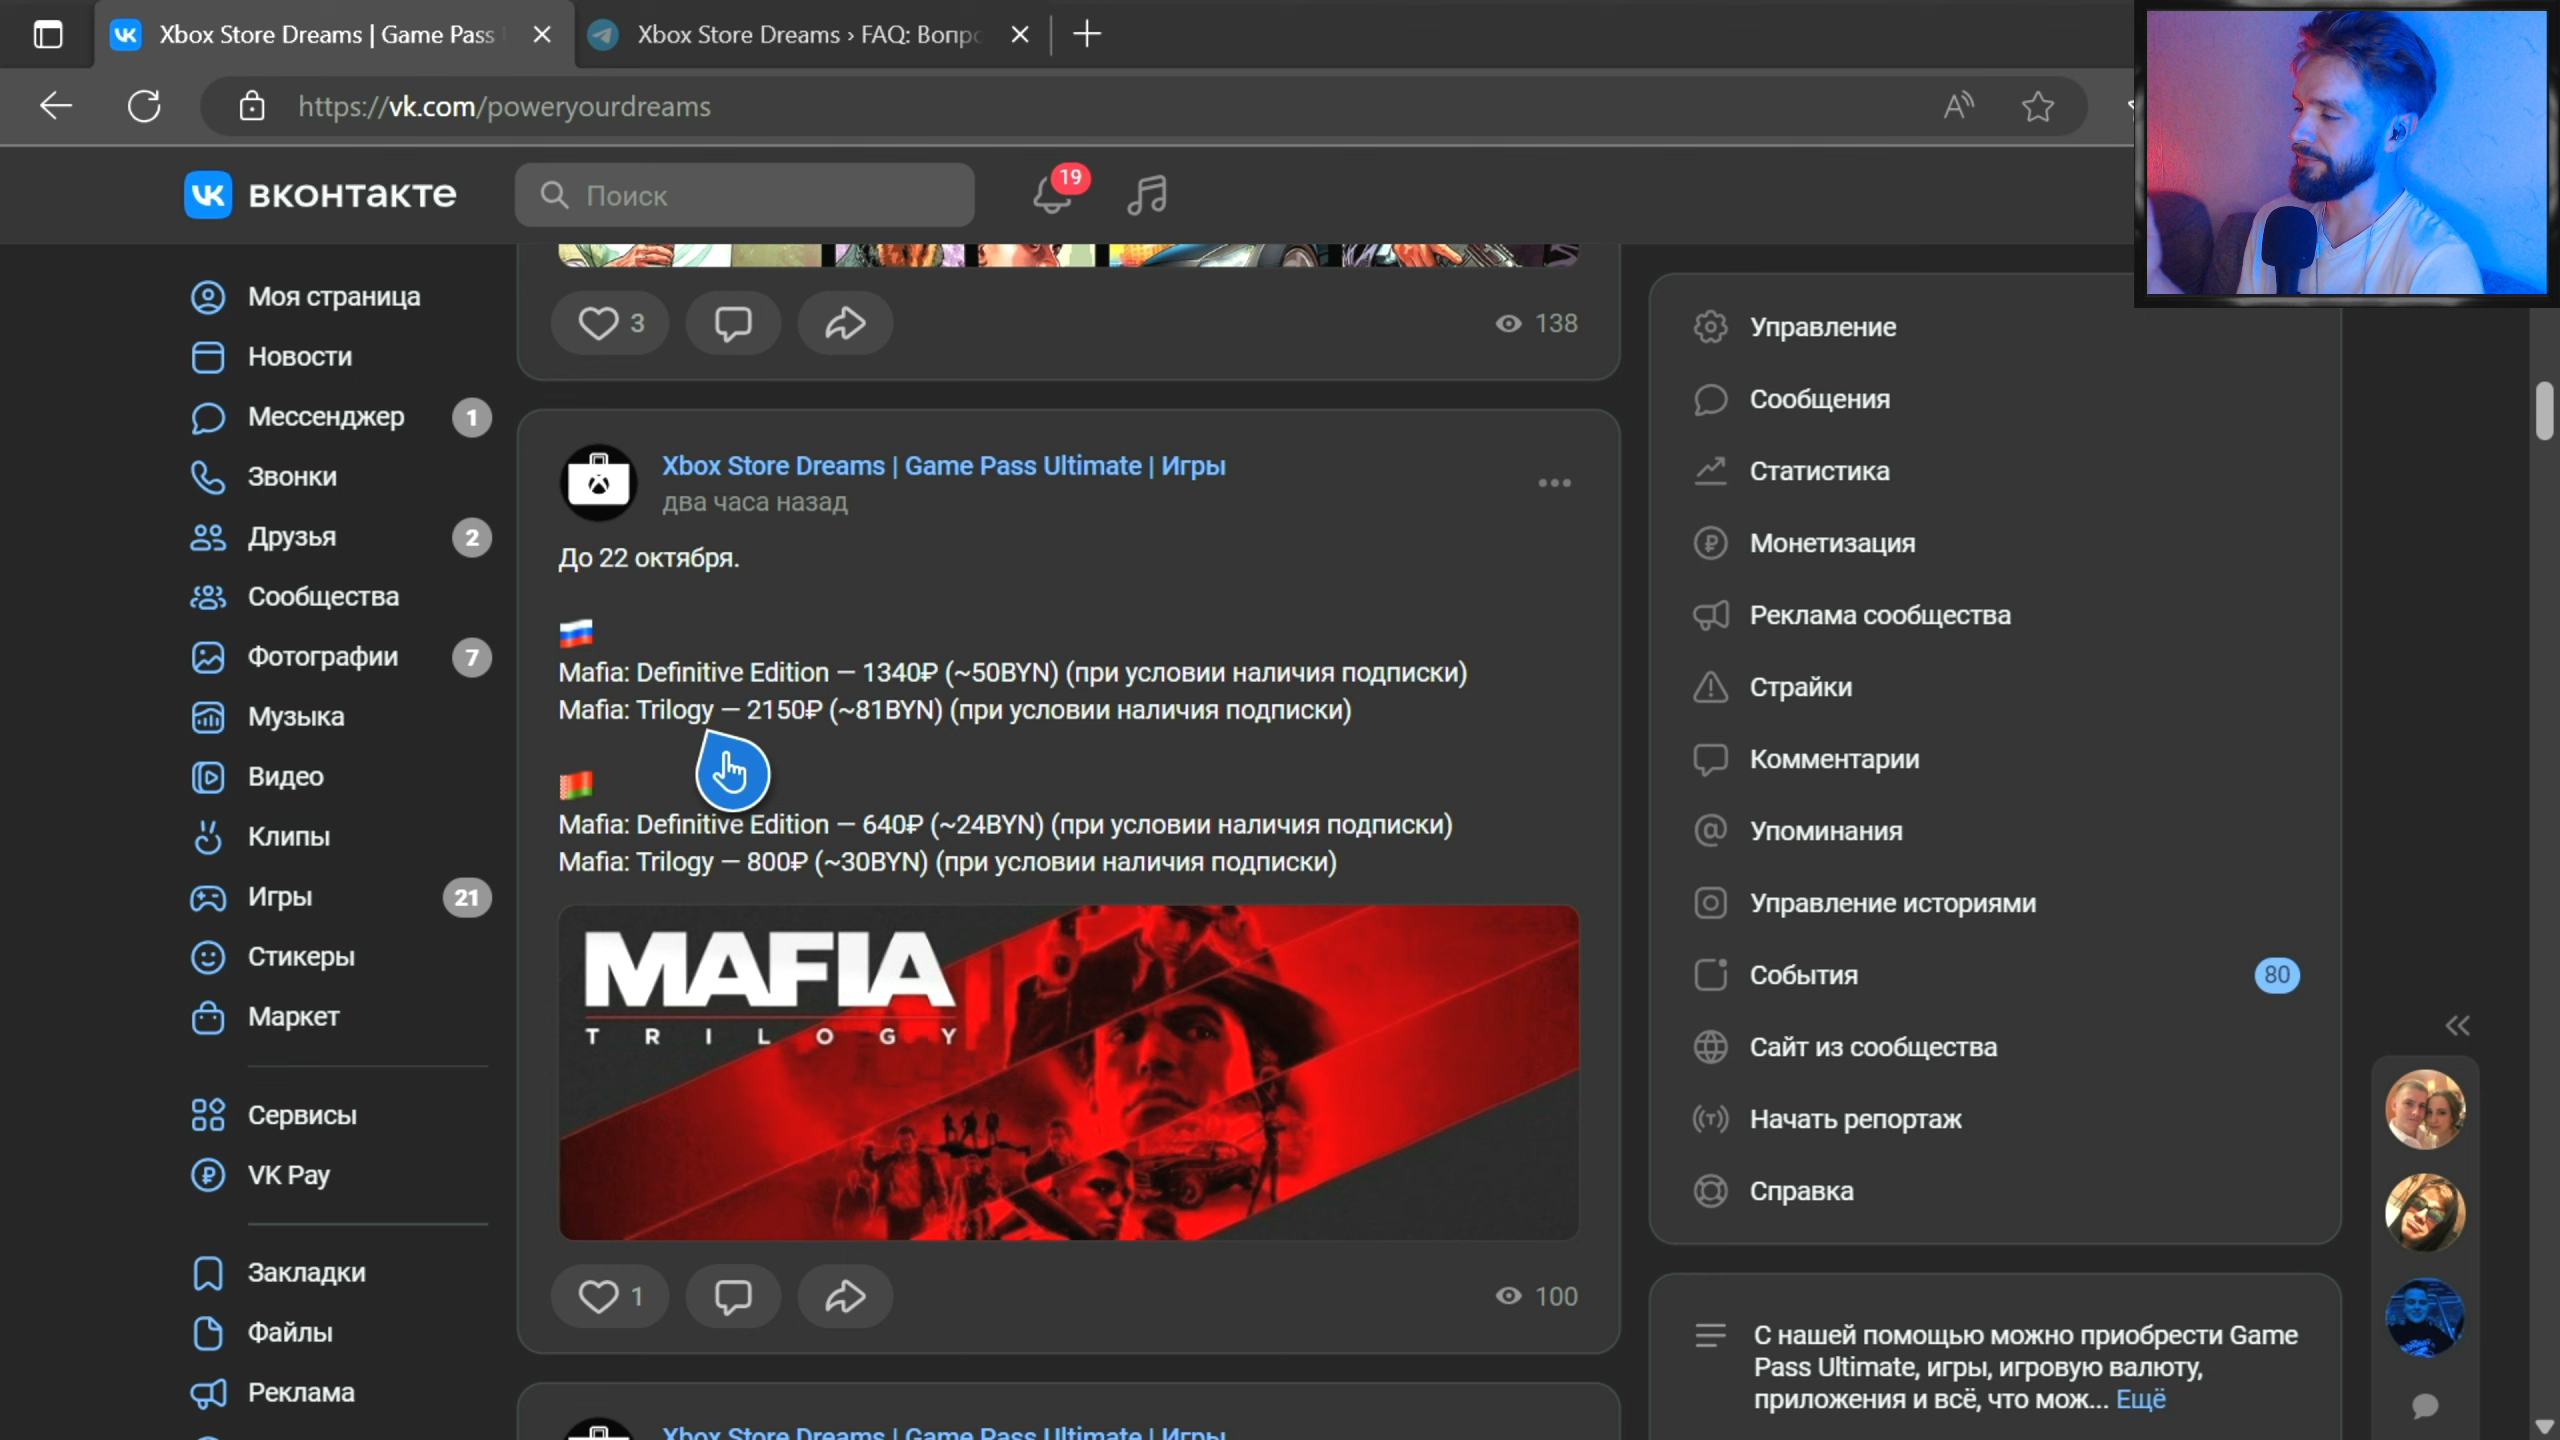 Xbox Store Dreams | Game Pass
Xbox Store Dreams › FAQ: Вопр
https://vk.com/poweryourdreams
вконтакте
Поиск
19
Моя страница
Новости
Мессенджер 1
Звонки
Друзья 2
Сообщества
Фотографии 7
Музыка
Видео
Клипы
Игры 21
Стикеры
Маркет
Сервисы
VK Pay
Закладки
Файлы
Реклама
3
138
Xbox Store Dreams | Game Pass Ultimate | Игры
два часа назад
До 22 октября.
Mafia: Definitive Edition — 1340₽ (~50BYN) (при условии наличия подписки)
Mafia: Trilogy — 2150₽ (~81BYN) (при условии наличия подписки)
Mafia: Definitive Edition — 640₽ (~24BYN) (при условии наличия подписки)
Mafia: Trilogy — 800₽ (~30BYN) (при условии наличия подписки)
MAFIA
TRILOGY
1
100
Xbox Store Dreams | Game Pass Ultimate | Игры
Управление
Сообщения
Статистика
Монетизация
Реклама сообщества
Страйки
Комментарии
Упоминания
Управление историями
События 80
Сайт из сообщества
Начать репортаж
Справка
С нашей помощью можно приобрести Game
Pass Ultimate, игры, игровую валюту,
приложения и всё, что мож... Ещё